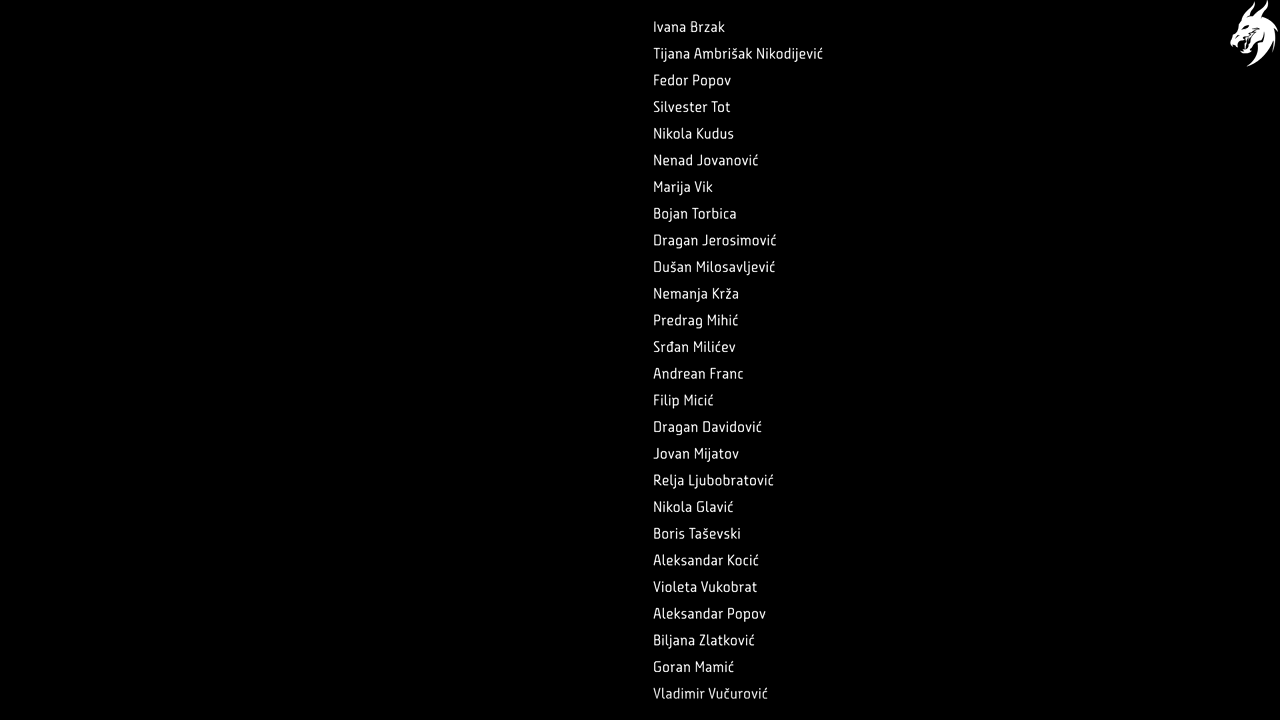 Ivana Brzak
Tijana Ambrišak Nikodijević
Fedor Popov
Silvester Tot
Nikola Kudus
Nenad Jovanović
Marija Vik
Bojan Torbica
Dragan Jerosimović
Dušan Milosavljević
Nemanja Krža
Predrag Mihić
Srđan Milićev
Andrean Franc
Filip Micić
Dragan Davidović
Jovan Mijatov
Relja Ljubobratović
Nikola Glavić
Boris Taševski
Aleksandar Kocić
Violeta Vukobrat
Aleksandar Popov
Biljana Zlatković
Goran Mamić
Vladimir Vučurović